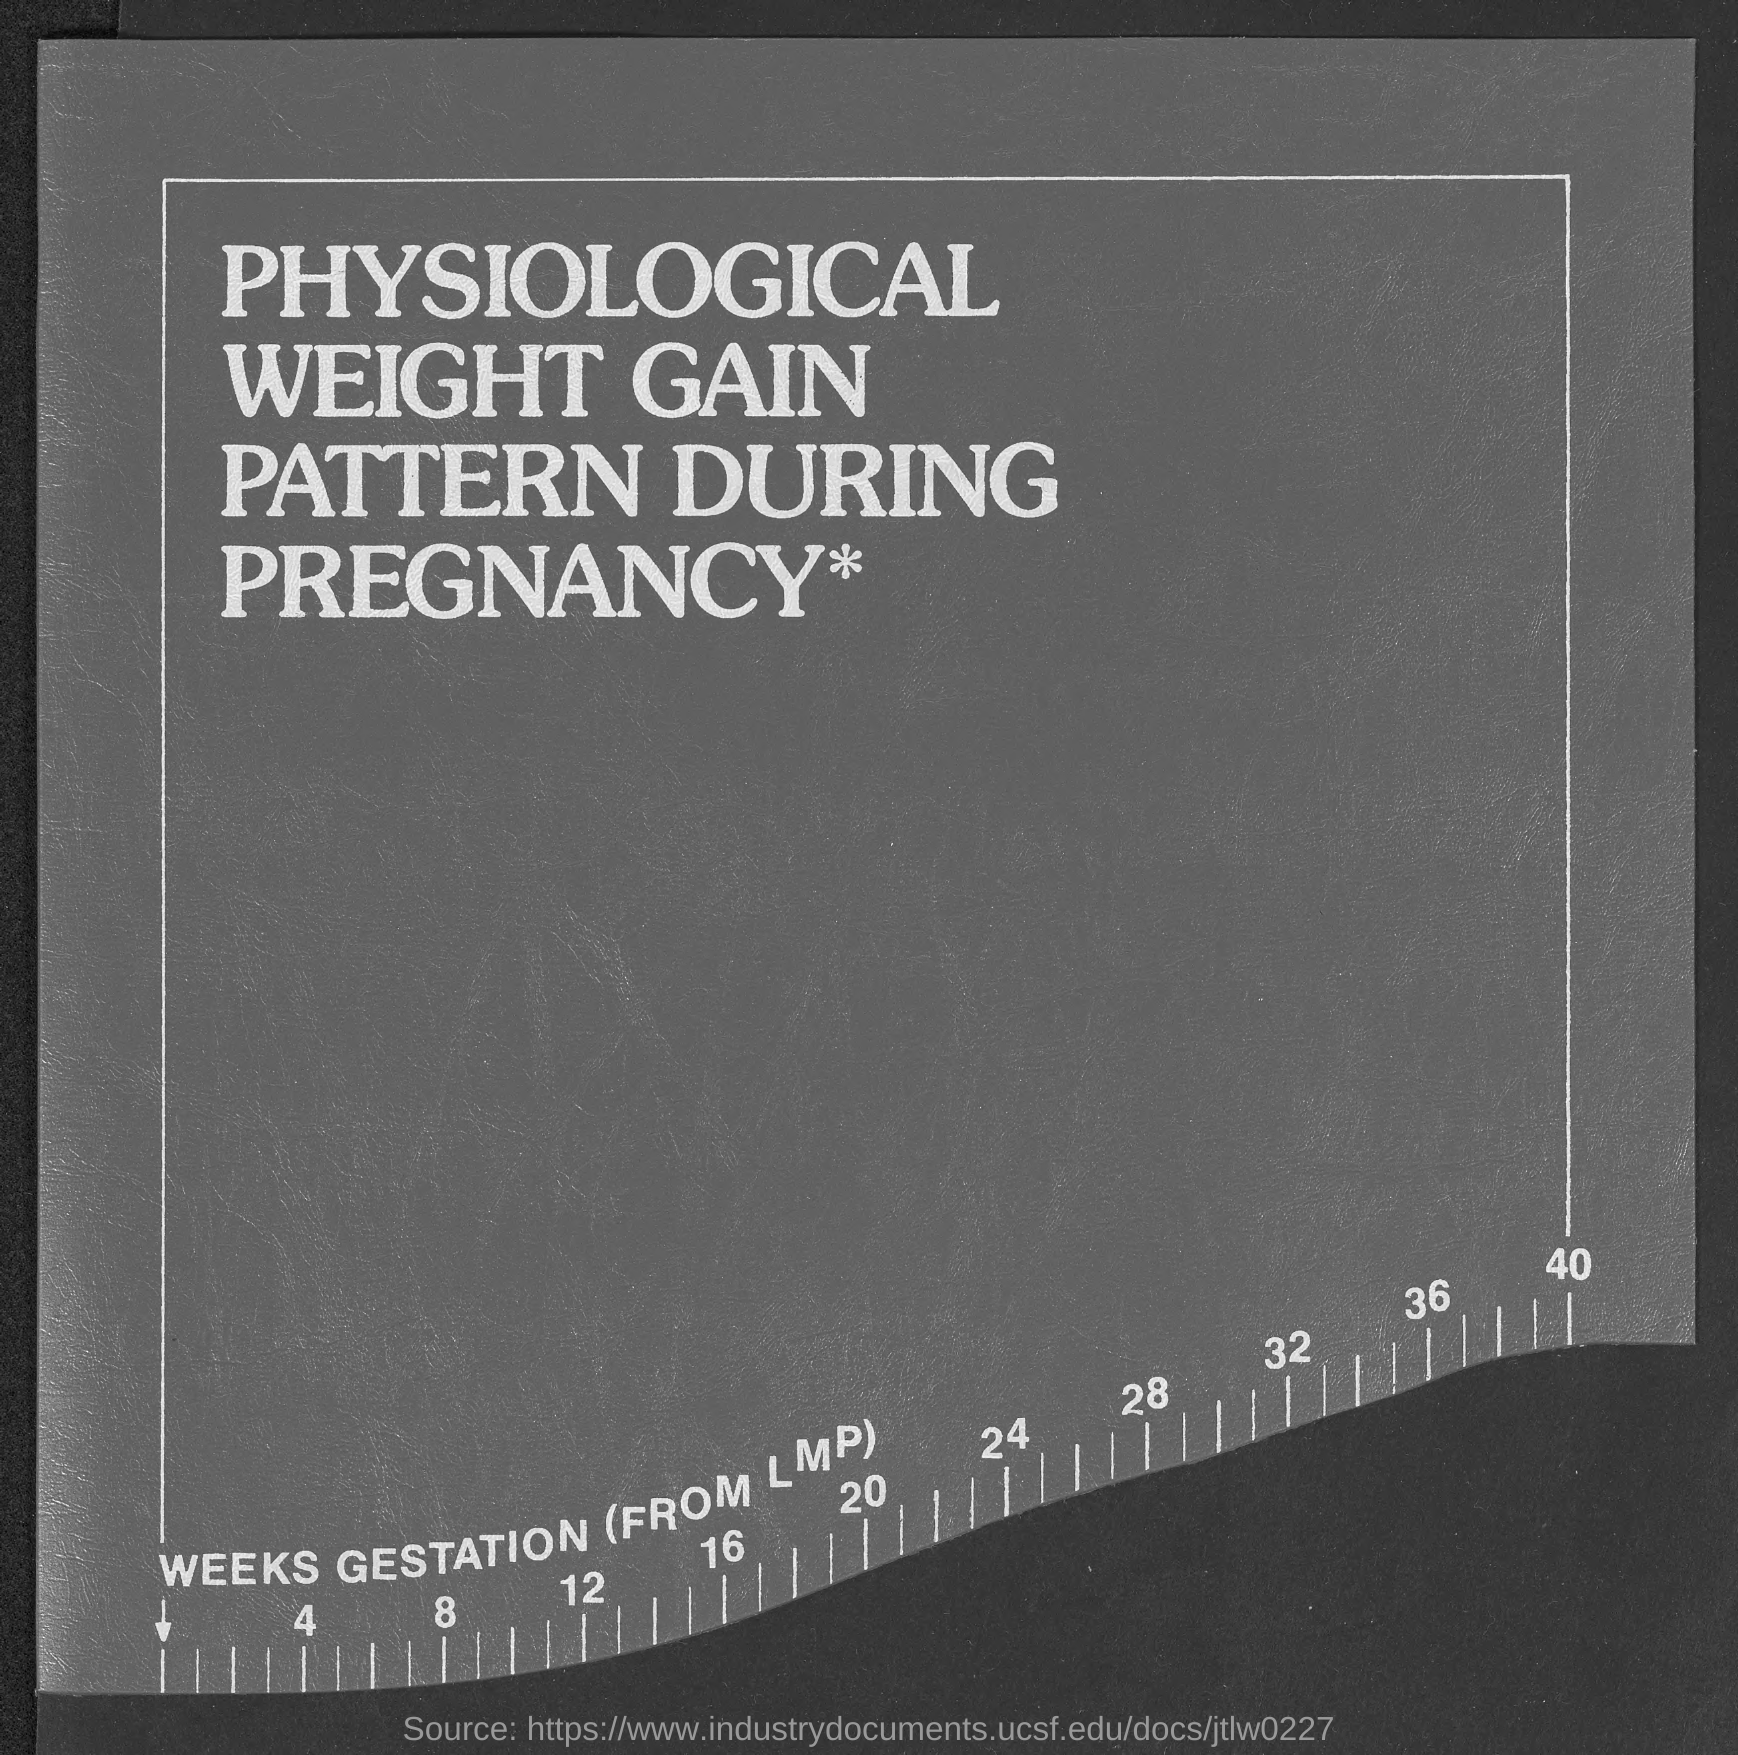 PHYSIOLOGICAL
WEIGHT GAIN
PATTERN DURING
PREGNANCY*
WEEKS GESTATION (FROM LMP)
4 8 12 16 20 24 28 32 36 40
Source: https://www.industrydocuments.ucsf.edu/docs/jtlw0227